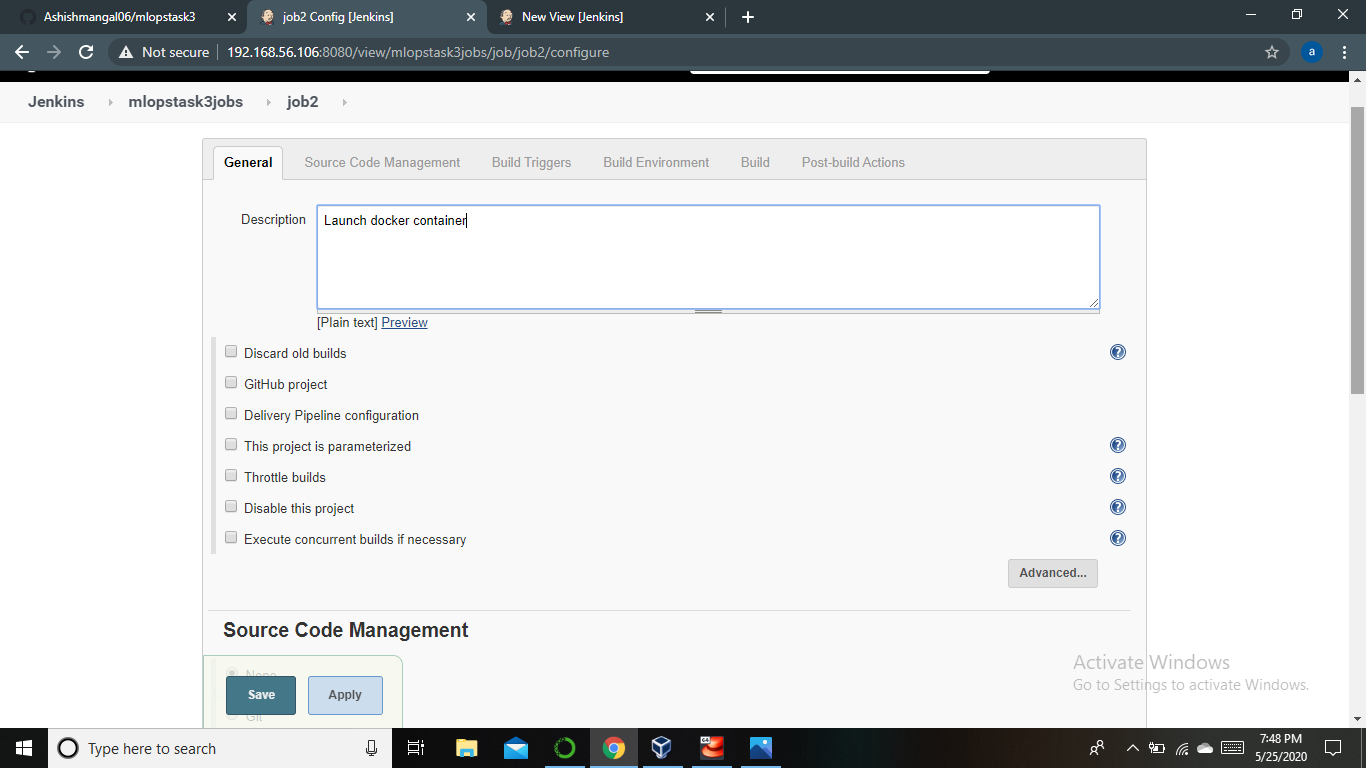 Ashishmangal06/mlopstask3
job2 Config [Jenkins]
New View [Jenkins]
Not secure
192.168.56.106:8080/view/mlopstask3jobs/job/job2/configure
a
Jenkins
mlopstask3jobs
job2
General
Source Code Management
Build Triggers
Build Environment
Build
Post-build Actions
Description
Launch docker container
[Plain text] Preview
Discard old builds
GitHub project
Delivery Pipeline configuration
This project is parameterized
Throttle builds
Disable this project
Execute concurrent builds if necessary
Advanced...
Source Code Management
None
Save
Apply
Git
Activate Windows
Go to Settings to activate Windows.
Type here to search
7:48 PM
5/25/2020